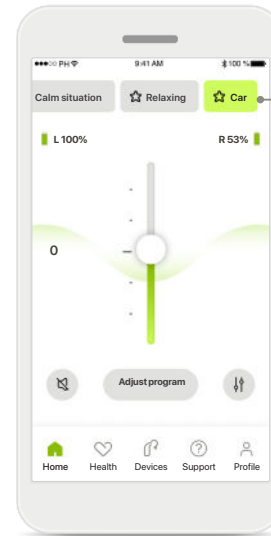 ●●●○○ PH 9:41 AM 100 %
Calm situation Relaxing Car
L 100% R 53%
0
Adjust program
Home Health Devices Support Profile